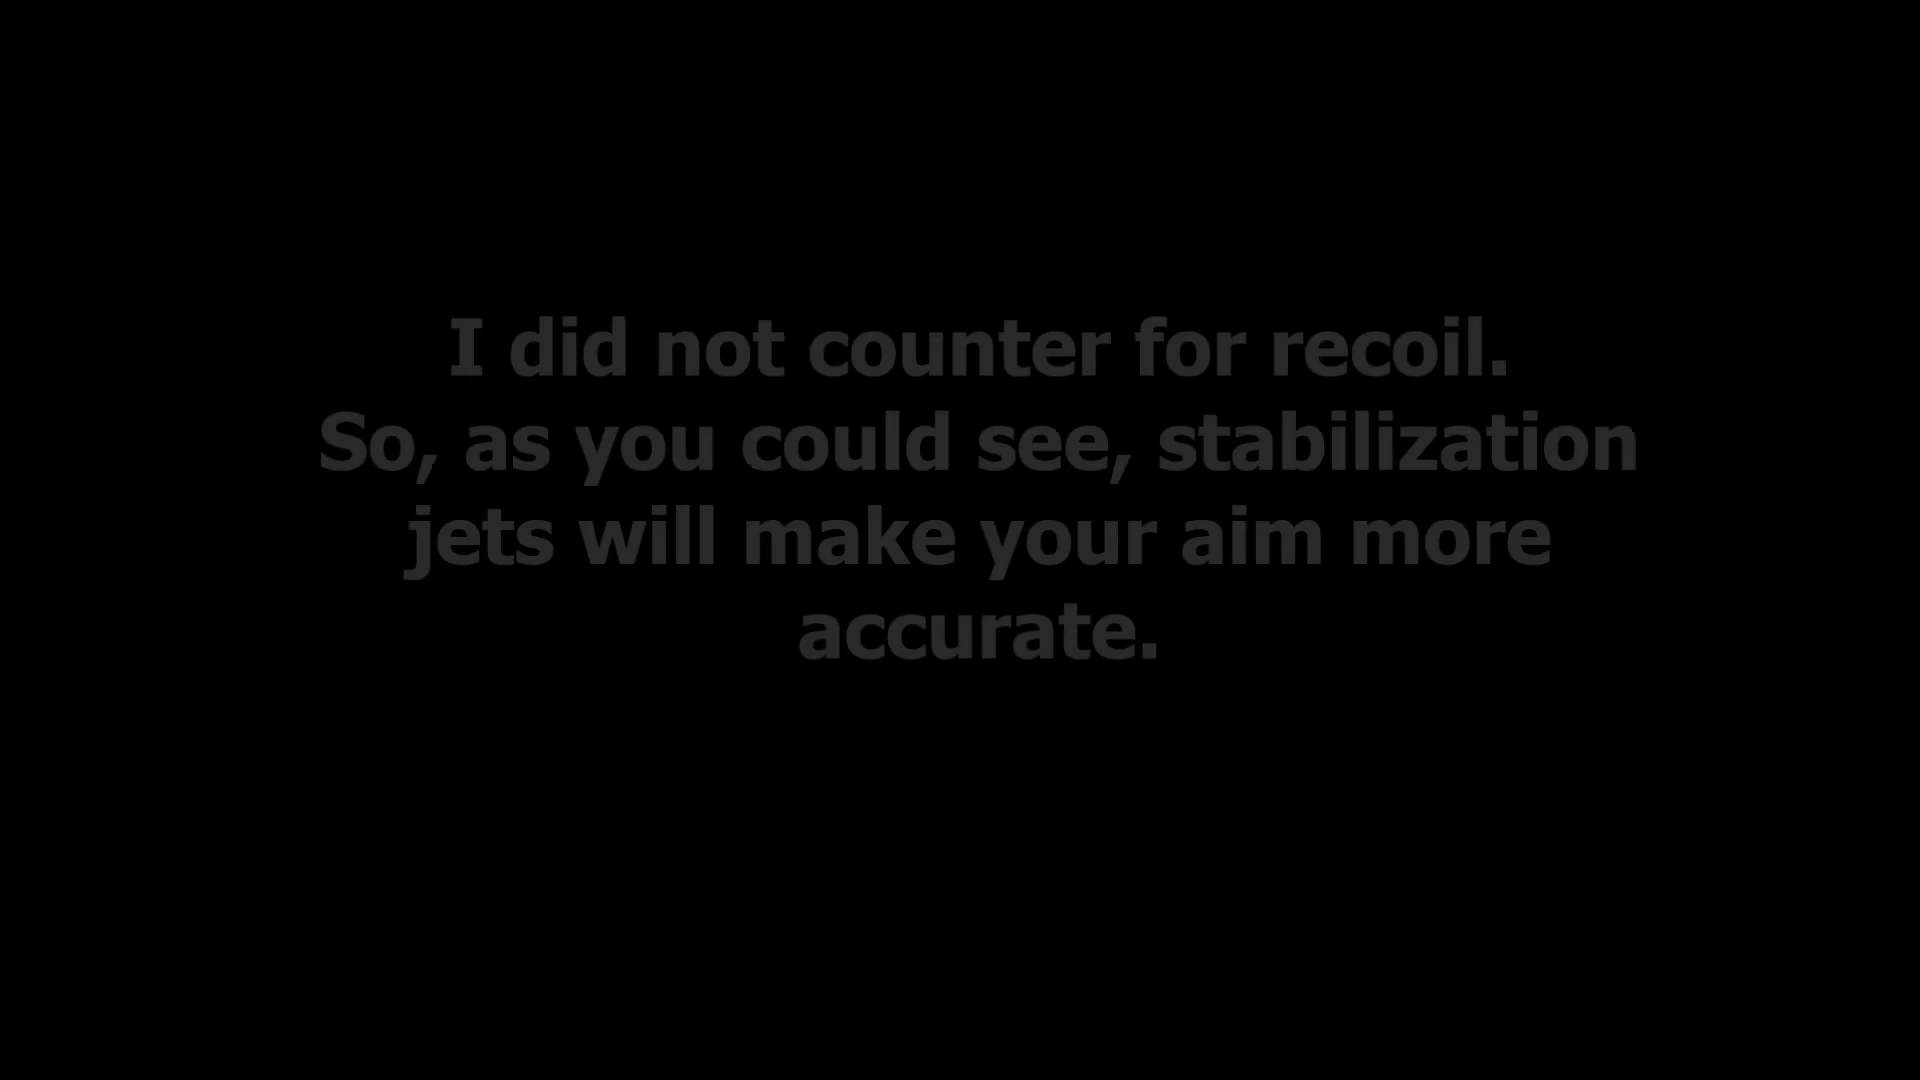 I did not counter for recoil.
So, as you could see, stabilization
jets will make your aim more
accurate.